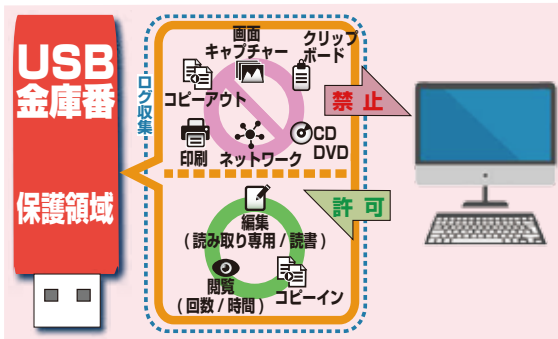 USB
金庫番
保護領域
ログ収集
画面
キャプチャー
クリップ
ボード
コピーアウト
禁止
印刷
ネットワーク
CD
DVD
許可
編集
(読み取り専用/読書)
閲覧
(回数/時間)
コピーイン